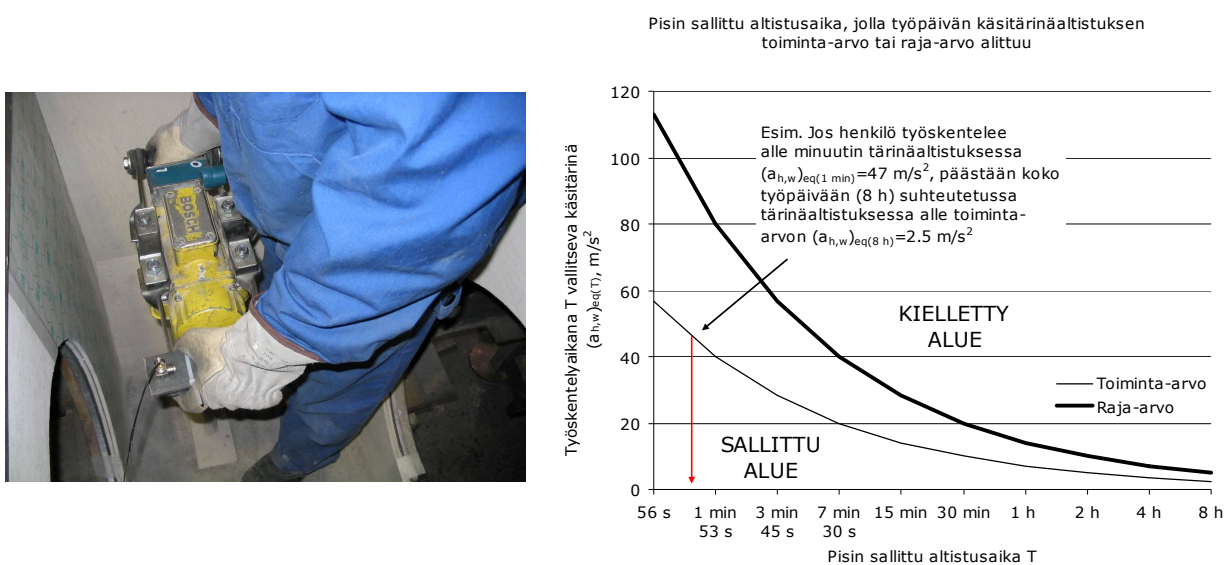 Pisin sallittu altistusaika, jolla työpäivän käsitärinäaltistuksen
toiminta-arvo tai raja-arvo alittuu
BOSCH
Työskentelyaikana T vallitseva käsitärinä
(ah,w)eq(T), m/s²
120
100
80
60
40
20
0
Esim. Jos henkilö työskentelee
alle minuutin tärinäaltistuksessa
(ah,w)eq(1 min)=47 m/s², päästään koko
työpäivään (8 h) suhteutetussa
tärinäaltistuksessa alle toiminta-
arvon (ah,w)eq(8 h)=2.5 m/s²
KIELLETTY
ALUE
Toiminta-arvo
Raja-arvo
SALLITTU
ALUE
56 s 1 min 3 min 7 min 15 min 30 min 1 h 2 h 4 h 8 h
53 s 45 s 30 s
Pisin sallittu altistusaika T